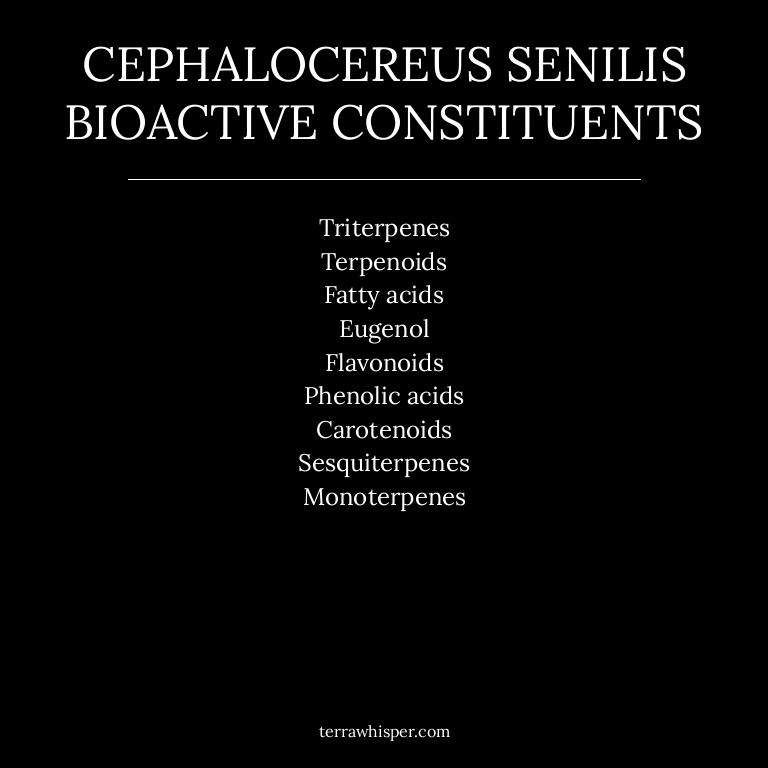 CEPHALOCEREUS SENILIS
BIOACTIVE CONSTITUENTS
Triterpenes
Terpenoids
Fatty acids
Eugenol
Flavonoids
Phenolic acids
Carotenoids
Sesquiterpenes
Monoterpenes
terrawhisper.com